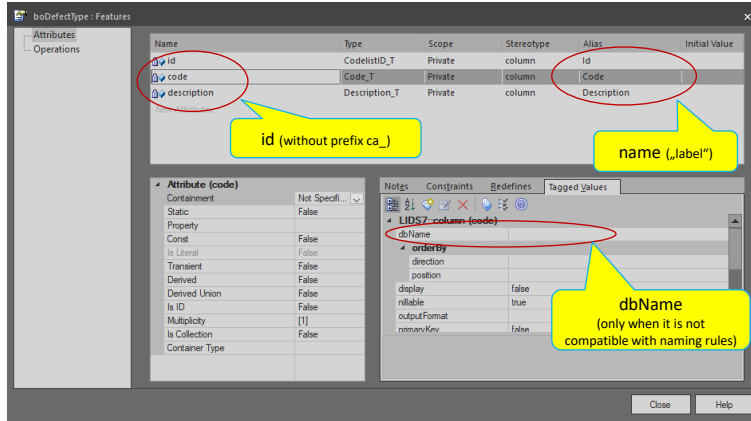 boDefectType : Features
Attributes
Operations
Name Type Scope Stereotype Alias Initial Value
id CodelistID_T Private column Id
code Code_T Private column Code
description Description_T Private column Description
New Attribute...
id (without prefix ca_)
name („label“)
Attribute (code)
Containment Not Specifi...
Static False
Property
Const False
Is Literal False
Transient False
Derived False
Derived Union False
Is ID False
Multiplicity [1]
Is Collection False
Container Type
Notes Constraints Redefines Tagged Values
LIDS7::column (code)
dbName
orderBy
direction
position
display false
nillable true
outputFormat
primaryKey false
dbName
(only when it is not
compatible with naming rules)
Close Help